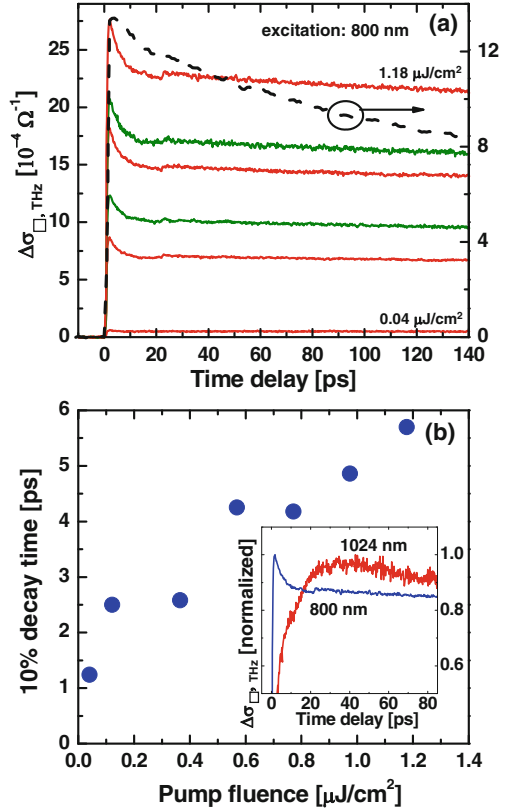 (a)
excitation: 800 nm
1.18 µJ/cm²
0.04 µJ/cm²
Δσ□, THz [10⁻⁴ Ω⁻¹]
25
20
15
10
5
0
12
8
4
0
0 20 40 60 80 100 120 140
Time delay [ps]
(b)
10% decay time [ps]
6
5
4
3
2
1
0
1024 nm
800 nm
Δσ□, THz [normalized]
1.0
0.8
0.6
0 20 40 60 80
Time delay [ps]
0.0 0.2 0.4 0.6 0.8 1.0 1.2 1.4
Pump fluence [µJ/cm²]